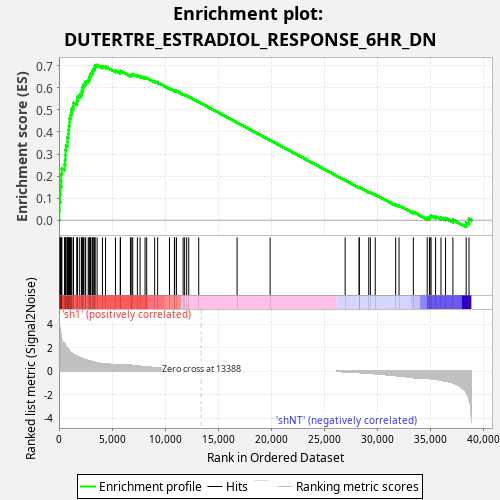 Enrichment plot:
DUTERTRE_ESTRADIOL_RESPONSE_6HR_DN
Enrichment score (ES)
0.7
0.6
0.5
0.4
0.3
0.2
0.1
0.0
'sh1' (positively correlated)
Ranked list metric (Signal2Noise)
4
2
0
-2
-4
Zero cross at 13388
'shNT' (negatively correlated)
0
5,000
10,000
15,000
20,000
25,000
30,000
35,000
40,000
Rank in Ordered Dataset
Enrichment profile
Hits
Ranking metric scores